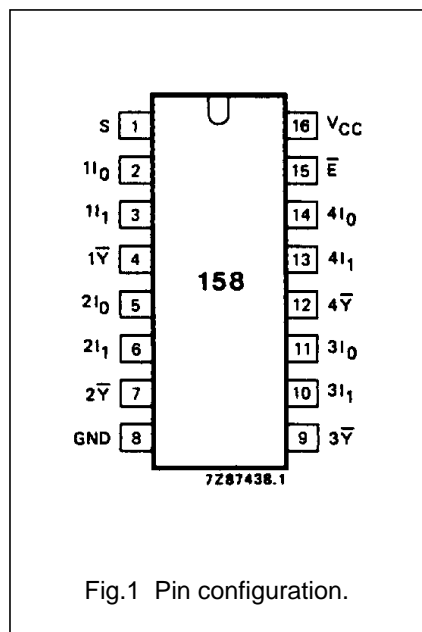 S 1 16 VCC
1I0 2 15 E̅
1I1 3 14 4I0
1Y̅ 4 13 4I1
158
2I0 5 12 4Y̅
2I1 6 11 3I0
2Y̅ 7 10 3I1
GND 8 9 3Y̅
7Z87438.1
Fig.1 Pin configuration.